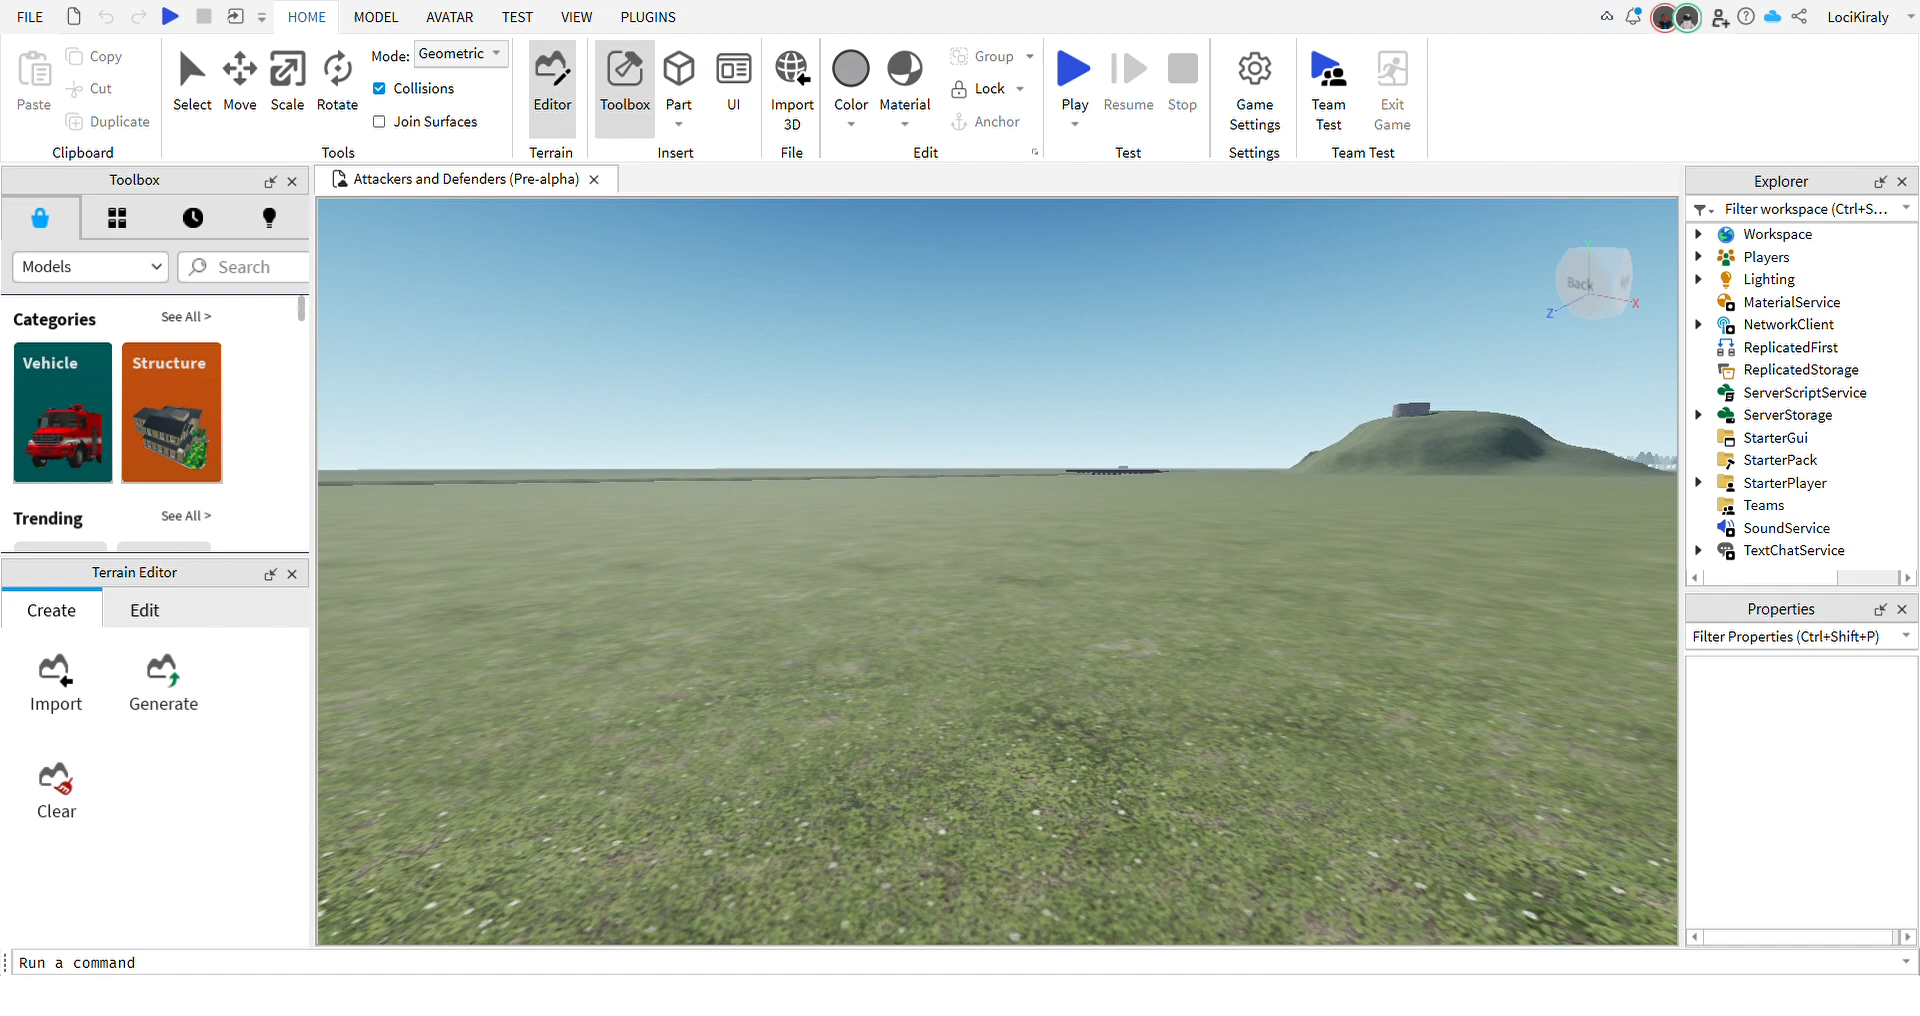 FILE HOME MODEL AVATAR TEST VIEW PLUGINS LociKiraly
Paste
Copy
Cut
Duplicate
Clipboard
Select Move Scale Rotate
Mode: Geometric
Collisions
Join Surfaces
Tools
Editor
Terrain
Toolbox Part UI
Insert
Import
3D
File
Color Material
Group
Lock
Anchor
Edit
Play Resume Stop
Test
Game
Settings
Settings
Team
Test
Exit
Game
Team Test
Toolbox
Models Search
Categories See All >
Vehicle Structure
Trending See All >
Terrain Editor
Create Edit
Import Generate
Clear
Attackers and Defenders (Pre-alpha)
Back
Y
Z
X
Explorer
Filter workspace (Ctrl+S...
Workspace
Players
Lighting
MaterialService
NetworkClient
ReplicatedFirst
ReplicatedStorage
ServerScriptService
ServerStorage
StarterGui
StarterPack
StarterPlayer
Teams
SoundService
TextChatService
Properties
Filter Properties (Ctrl+Shift+P)
Run a command